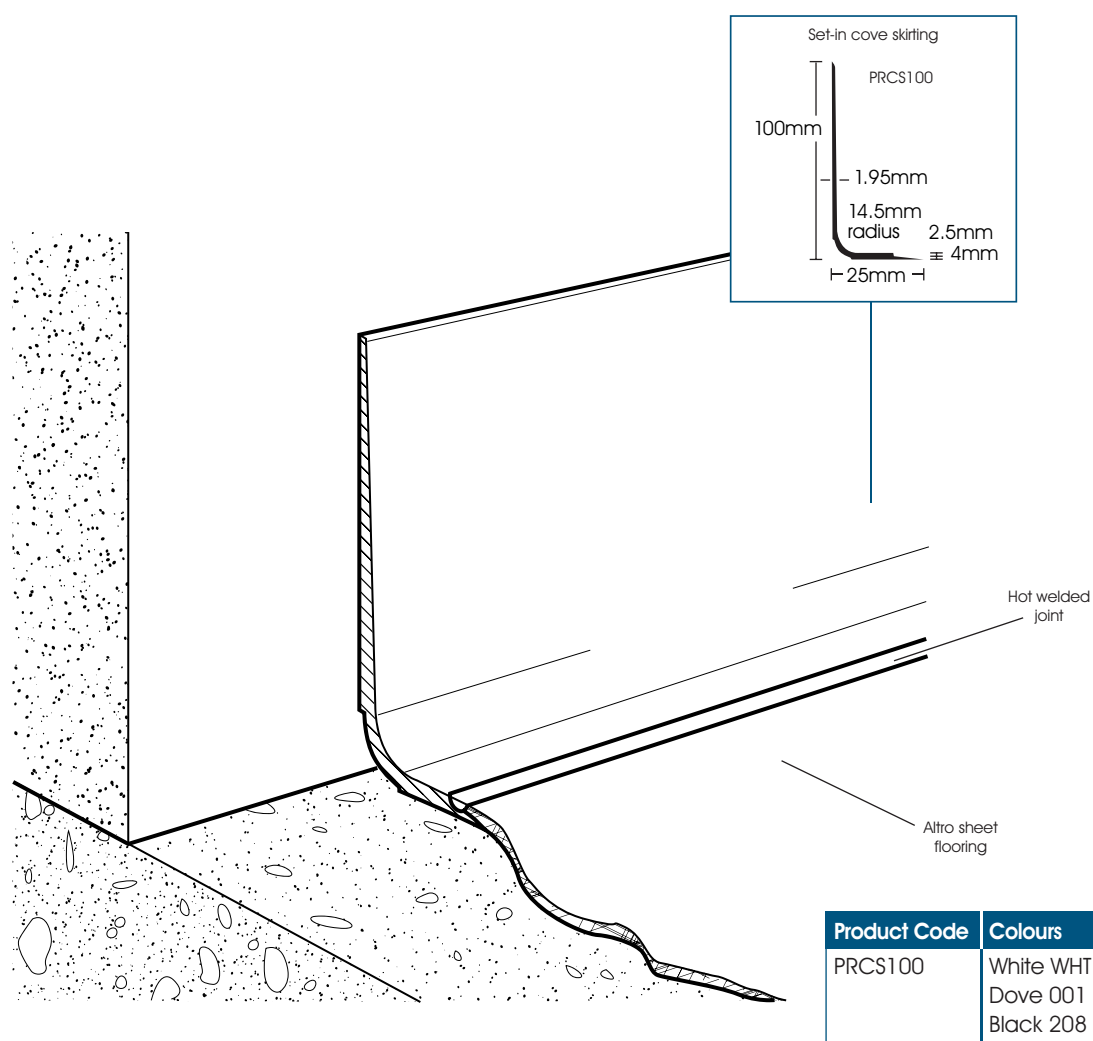 Set-in cove skirting
PRCS100
100mm
1.95mm
14.5mm
radius
2.5mm
4mm
25mm
Hot welded
joint
Altro sheet
flooring
Product Code Colours
PRCS100 White WHT
Dove 001
Black 208